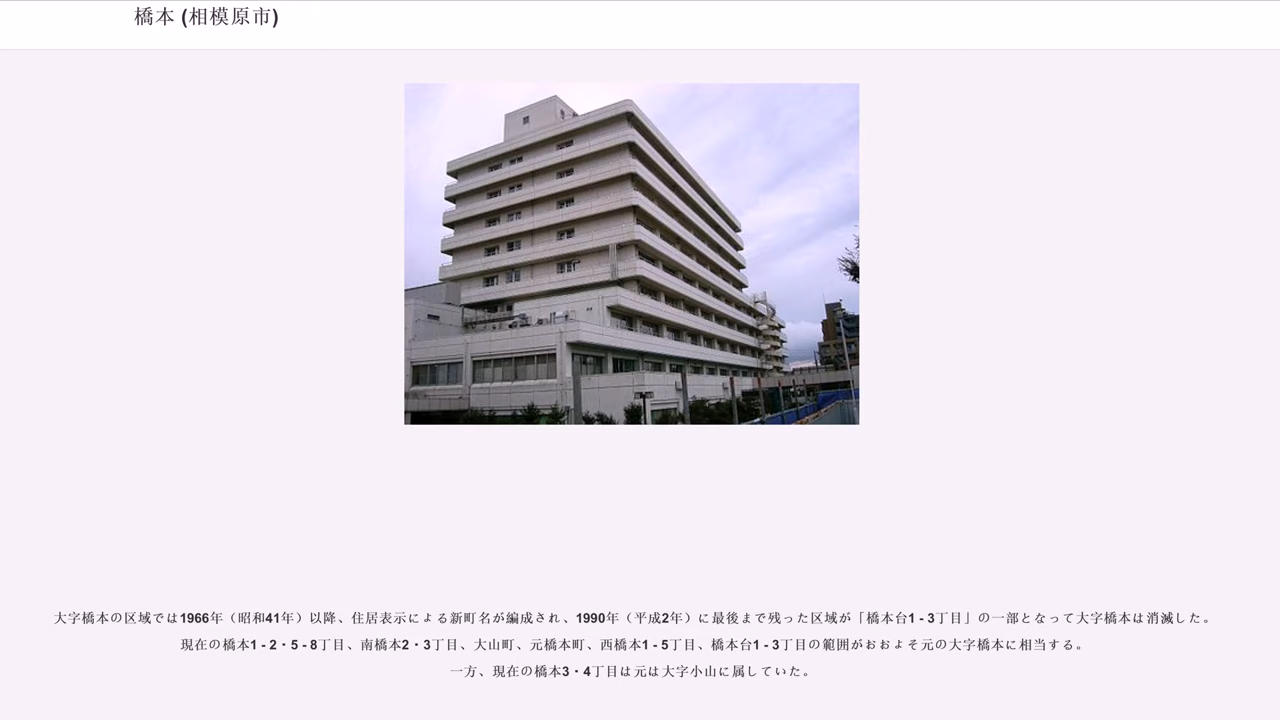 橋本 (相模原市)
大字橋本の区域では1966年（昭和41年）以降、住居表示による新町名が編成され、1990年（平成2年）に最後まで残った区域が「橋本台1 - 3丁目」の一部となって大字橋本は消滅した。
現在の橋本1 - 2・5 - 8丁目、南橋本2・3丁目、大山町、元橋本町、西橋本1 - 5丁目、橋本台1 - 3丁目の範囲がおおよそ元の大字橋本に相当する。
一方、現在の橋本3・4丁目は元は大字小山に属していた。